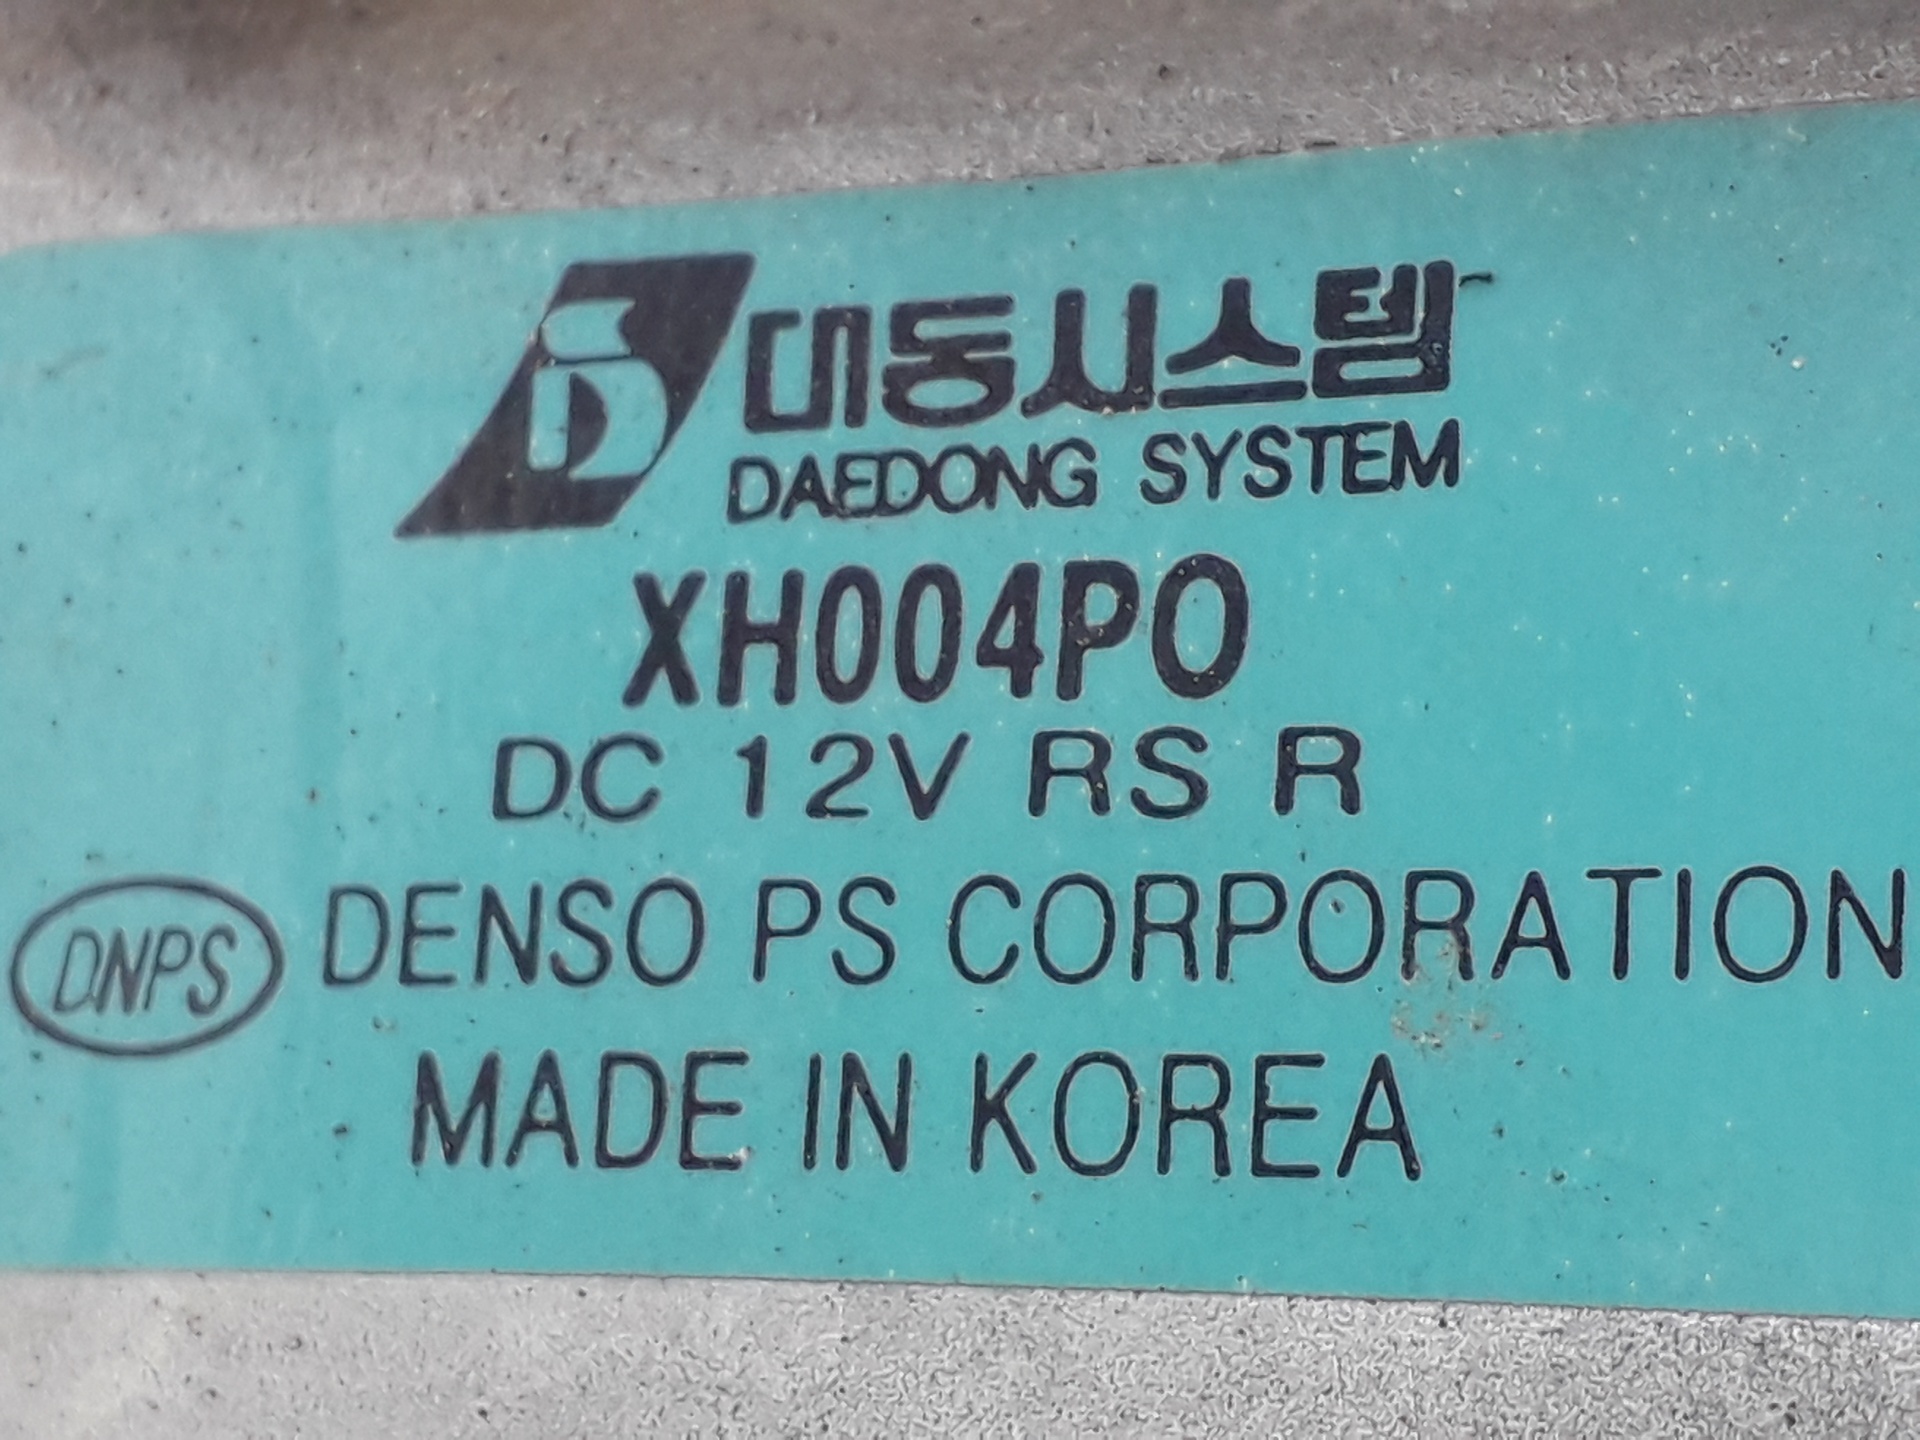 대동시스템
DAEDONG SYSTEM
XH004PO
DC 12V RS R
DNPS DENSO PS CORPORATION
MADE IN KOREA